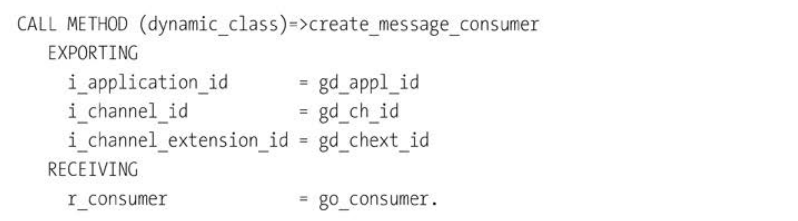 CALL METHOD (dynamic_class)=>create_message_consumer
EXPORTING
i_application_id = gd_appl_id
i_channel_id = gd_ch_id
i_channel_extension_id = gd_chext_id
RECEIVING
r_consumer = go_consumer.